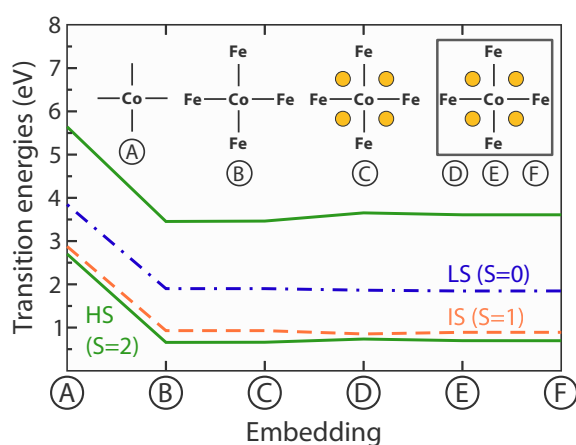 Transition energies (eV)
8
7
6
5
4
3
2
1
Fe
Fe
Fe
Co
Fe
Co
Fe
Fe
Co
Fe
Fe
Co
Fe
Fe
Fe
Fe
A
B
C
D
E
F
LS (S=0)
HS
(S=2)
IS (S=1)
A
B
C
D
E
F
Embedding